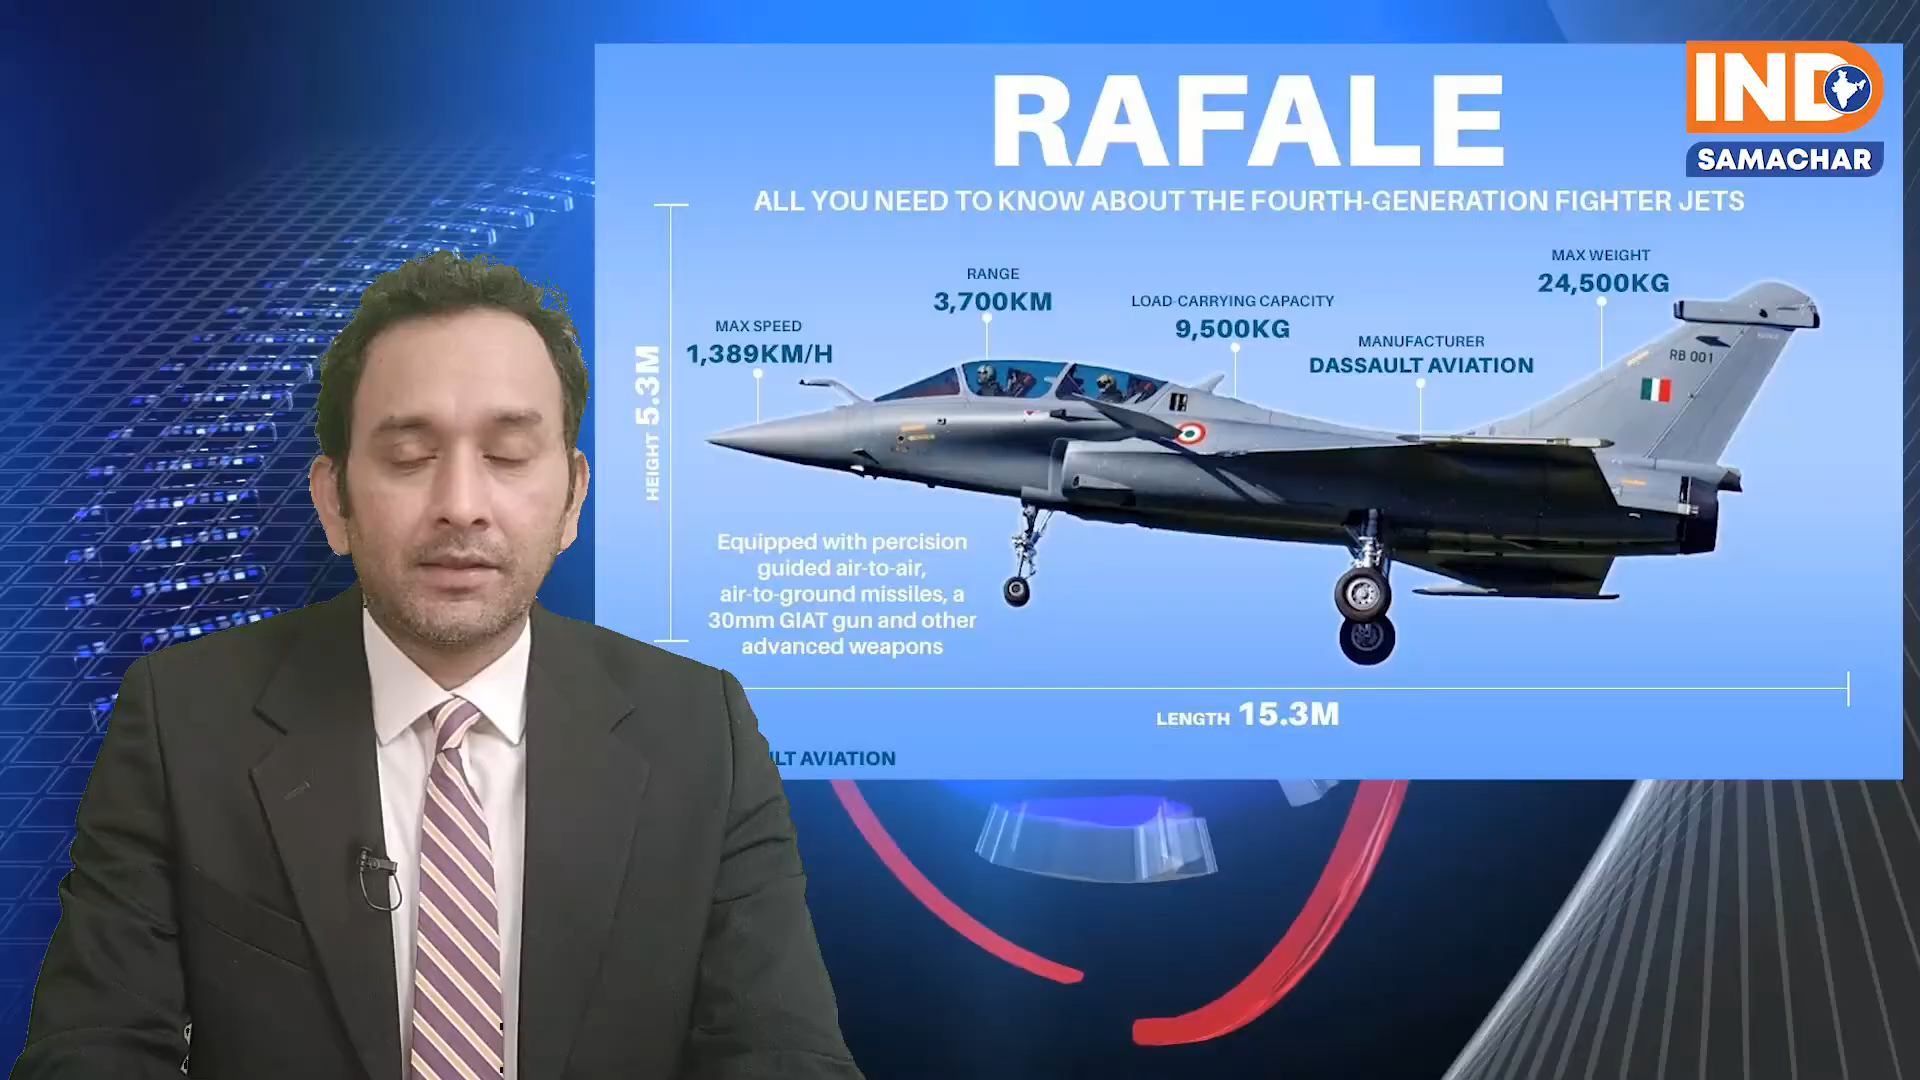 IND
SAMACHAR
RAFALE
ALL YOU NEED TO KNOW ABOUT THE FOURTH-GENERATION FIGHTER JETS
MAX WEIGHT
24,500KG
RANGE
3,700KM
LOAD-CARRYING CAPACITY
9,500KG
MAX SPEED
1,389KM/H
MANUFACTURER
DASSAULT AVIATION
RB 001
HEIGHT 5.3M
Equipped with percision
guided air-to-air,
air-to-ground missiles, a
30mm GIAT gun and other
advanced weapons
LENGTH 15.3M
LT AVIATION